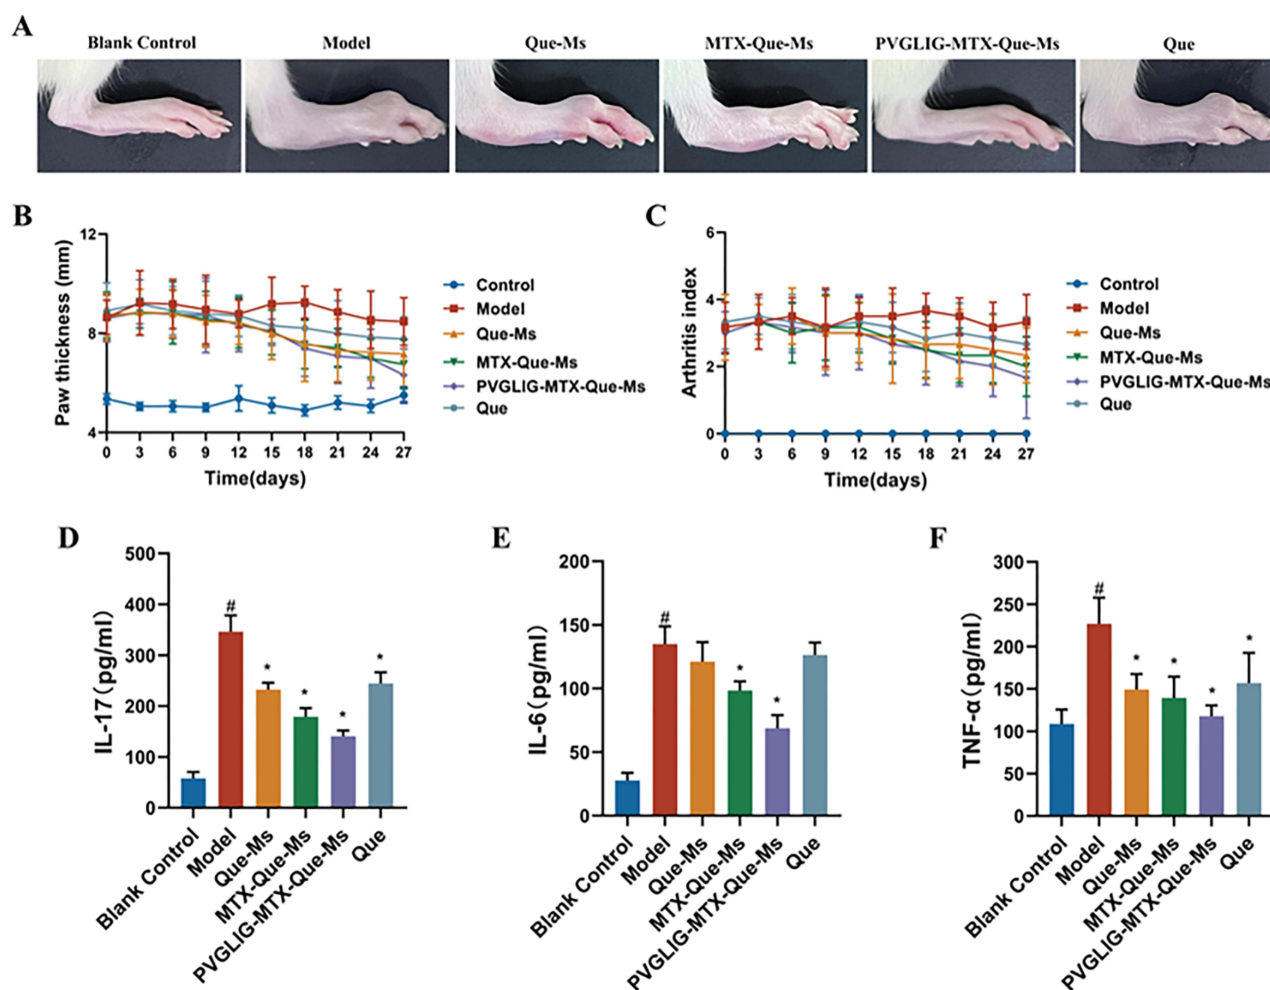 A
Blank Control
Model
Que-Ms
MTX-Que-Ms
PVGLIG-MTX-Que-Ms
Que
B
Paw thickness (mm)
12
8
4
0 3 6 9 12 15 18 21 24 27
Time(days)
Control
Model
Que-Ms
MTX-Que-Ms
PVGLIG-MTX-Que-Ms
Que
C
Arthritis index
6
4
2
0
0 3 6 9 12 15 18 21 24 27
Time(days)
Control
Model
Que-Ms
MTX-Que-Ms
PVGLIG-MTX-Que-Ms
Que
D
IL-17(pg/ml)
500
400
300
200
100
0
#
*
*
*
*
Blank Control
Model
Que-Ms
MTX-Que-Ms
PVGLIG-MTX-Que-Ms
Que
E
IL-6(pg/ml)
200
150
100
50
0
#
*
*
Blank Control
Model
Que-Ms
MTX-Que-Ms
PVGLIG-MTX-Que-Ms
Que
F
TNF-α(pg/ml)
300
250
200
150
100
50
0
#
*
*
*
*
Blank Control
Model
Que-Ms
MTX-Que-Ms
PVGLIG-MTX-Que-Ms
Que